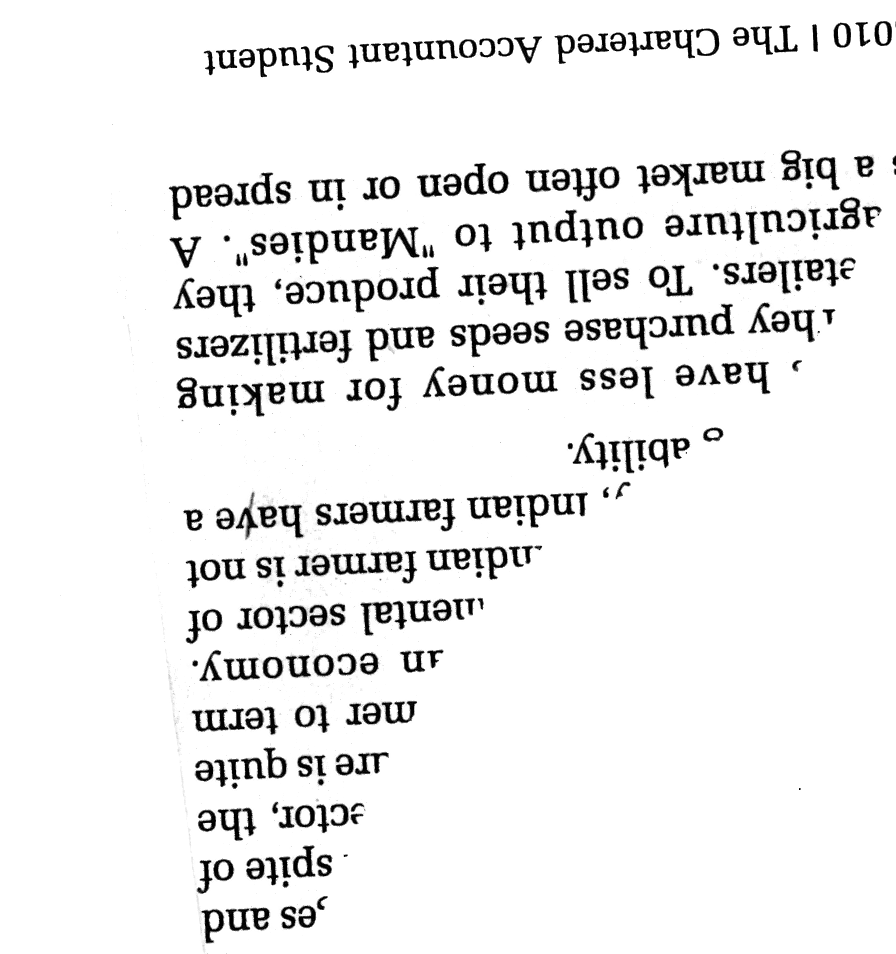 es and
spite of
ector, the
are is quite
mer to term
an economy.
mental sector of
ndian farmer is not
Indian farmers have a
ability.
have less money for making
They purchase seeds and fertilizers
etailers. To sell their produce, they
agriculture output to "Mandies". A
a big market often open or in spread
010 | The Chartered Accountant Student